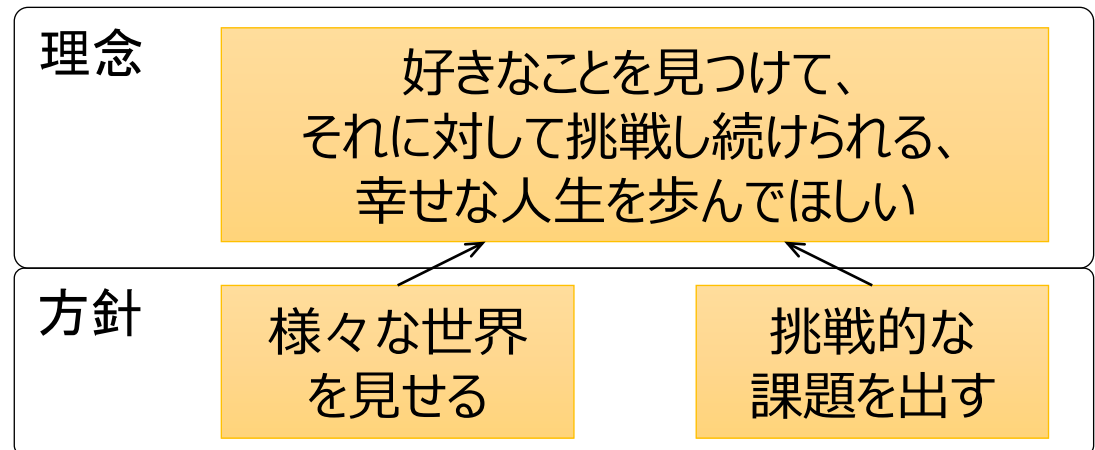 理念
好きなことを見つけて、
それに対して挑戦し続けられる、
幸せな人生を歩んでほしい
方針
様々な世界
を見せる
挑戦的な
課題を出す